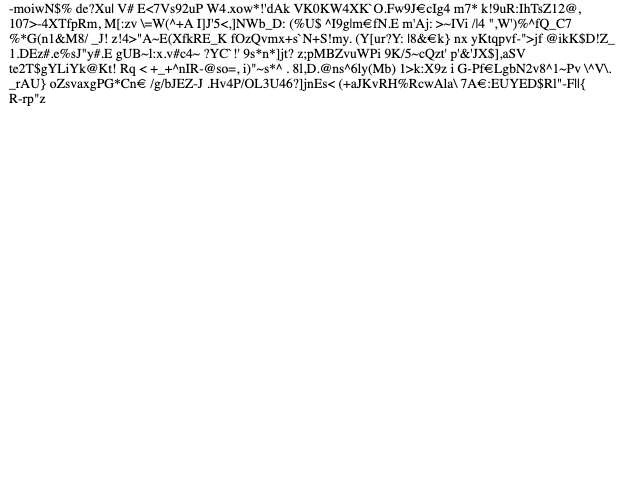 -moiwN$% de?Xul V# E<7Vs92uP W4.xow*!'dAk VK0KW4XK`O.Fw9J€cIg4 m7* k!9uR:IhTsZ12@,
107>-4XTfpRm, M[:zv \=W(^+A I]J'5<,]NWb_D: (%U$ ^I9g|m€fN.E m'Aj: >~IVi /l4 ",W')%^fQ_C7
%*G(n1&M8/ _J! z!4>"A~E(XfkRE_K fOzQvmx+s`N+S!my. (Y[ur?Y: l8&€k} nx yKtqpvf-">jf @ikK$D!Z_
1.DEz#.e%sJ"y#.E gUB~l:x.v#c4~ ?YC`!' 9s*n*]jt? z;pMBZvuWPi 9K/5~cQzt' p'&'JX$],aSV
te2T$gYLiYk@Kt! Rq < +_+^nIR-@so=, i)"~s*^ . 8l,D.@ns^6ly(Mb) 1>k:X9z i G-Pf€LgbN2v8^1~Pv \^V\.
_rAU} oZsvaxgPG*Cn€ /g/bJEZ-J .Hv4P/OL3U46?]jnEs< (+aJKvRH%RcwAla\ 7A€:EUYED$Rl"-F||{
R-rp"z